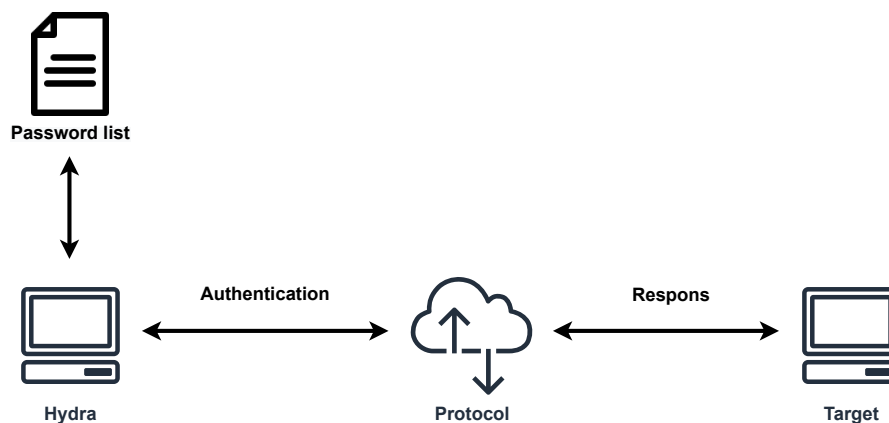 Password list
Authentication
Respons
Hydra
Protocol
Target